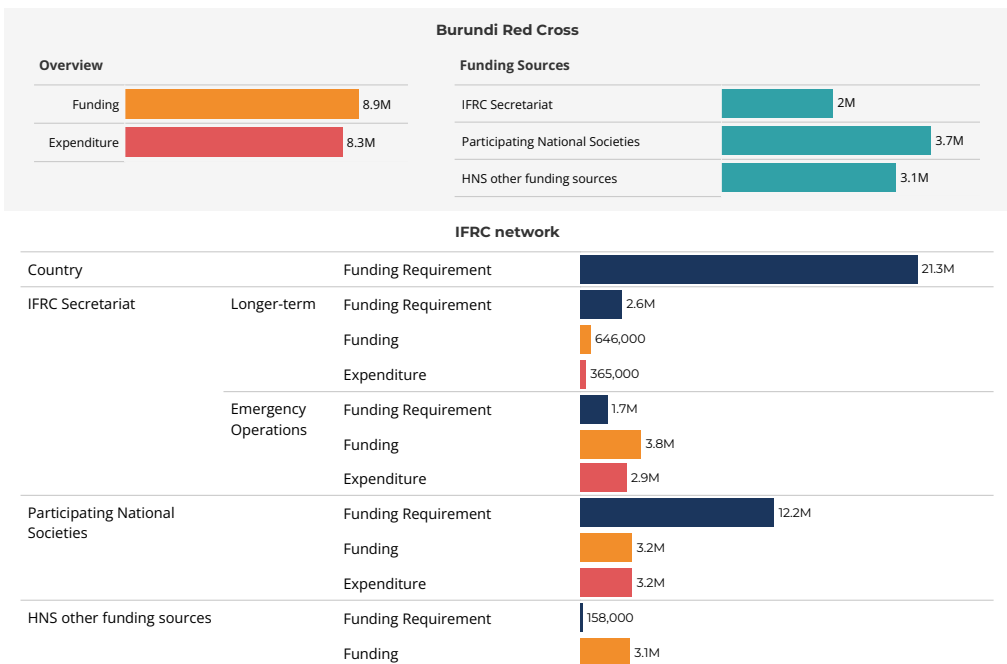 Burundi Red Cross
Overview
Funding 8.9M
Expenditure 8.3M
Funding Sources
IFRC Secretariat 2M
Participating National Societies 3.7M
HNS other funding sources 3.1M
IFRC network
Country Funding Requirement 21.3M
IFRC Secretariat Longer-term Funding Requirement 2.6M
Funding 646,000
Expenditure 365,000
Emergency Funding Requirement 1.7M
Operations
Funding 3.8M
Expenditure 2.9M
Participating National Funding Requirement 12.2M
Societies
Funding 3.2M
Expenditure 3.2M
HNS other funding sources Funding Requirement 158,000
Funding 3.1M